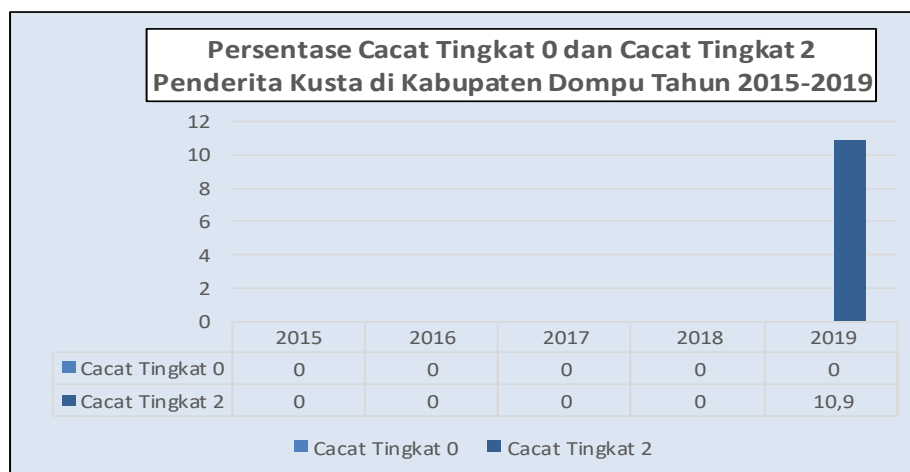 Persentase Cacat Tingkat 0 dan Cacat Tingkat 2
Penderita Kusta di Kabupaten Dompu Tahun 2015-2019
12
10
8
6
4
2
0
2015 2016 2017 2018 2019
Cacat Tingkat 0 0 0 0 0 0
Cacat Tingkat 2 0 0 0 0 10,9
Cacat Tingkat 0 Cacat Tingkat 2